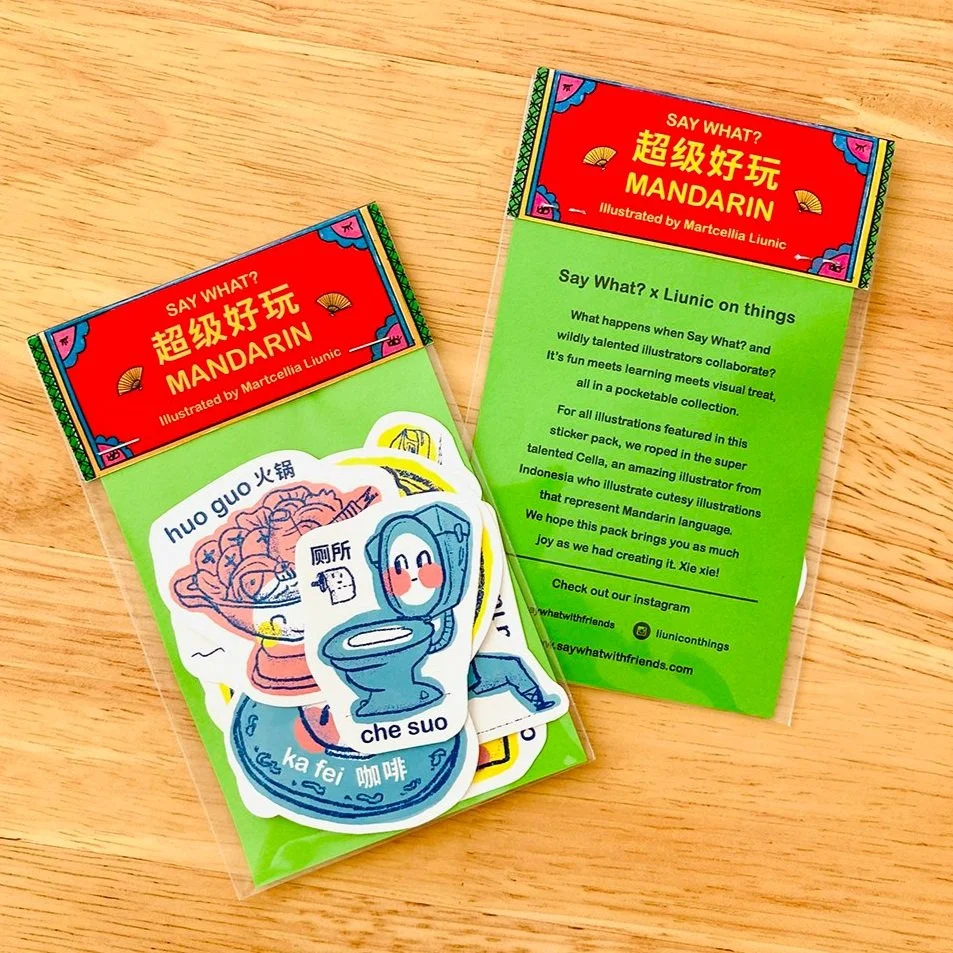 SAY WHAT?
超级好玩
MANDARIN
Illustrated by Martcellia Liunic
huo guo 火锅
厕所
che suo
ka fei 咖啡
SAY WHAT?
超级好玩
MANDARIN
Illustrated by Martcellia Liunic
Say What? x Liunic on things
What happens when Say What? and
wildly talented illustrators collaborate?
It's fun meets learning meets visual treat,
all in a pocketable collection.
For all illustrations featured in this
sticker pack, we roped in the super
talented Cella, an amazing illustrator from
Indonesia who illustrate cutesy illustrations
that represent Mandarin language.
We hope this pack brings you as much
joy as we had creating it. Xie xie!
Check out our instagram
aywhatwithfriends liuniconthings
w.saywhatwithfriends.com